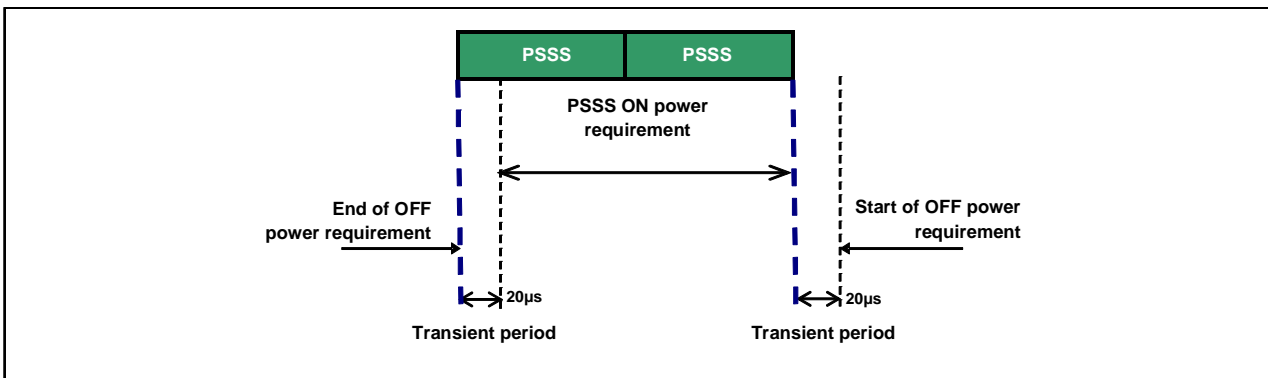 PSSS PSSS
PSSS ON power
requirement
End of OFF
power requirement
Start of OFF power
requirement
20µs
20µs
Transient period
Transient period